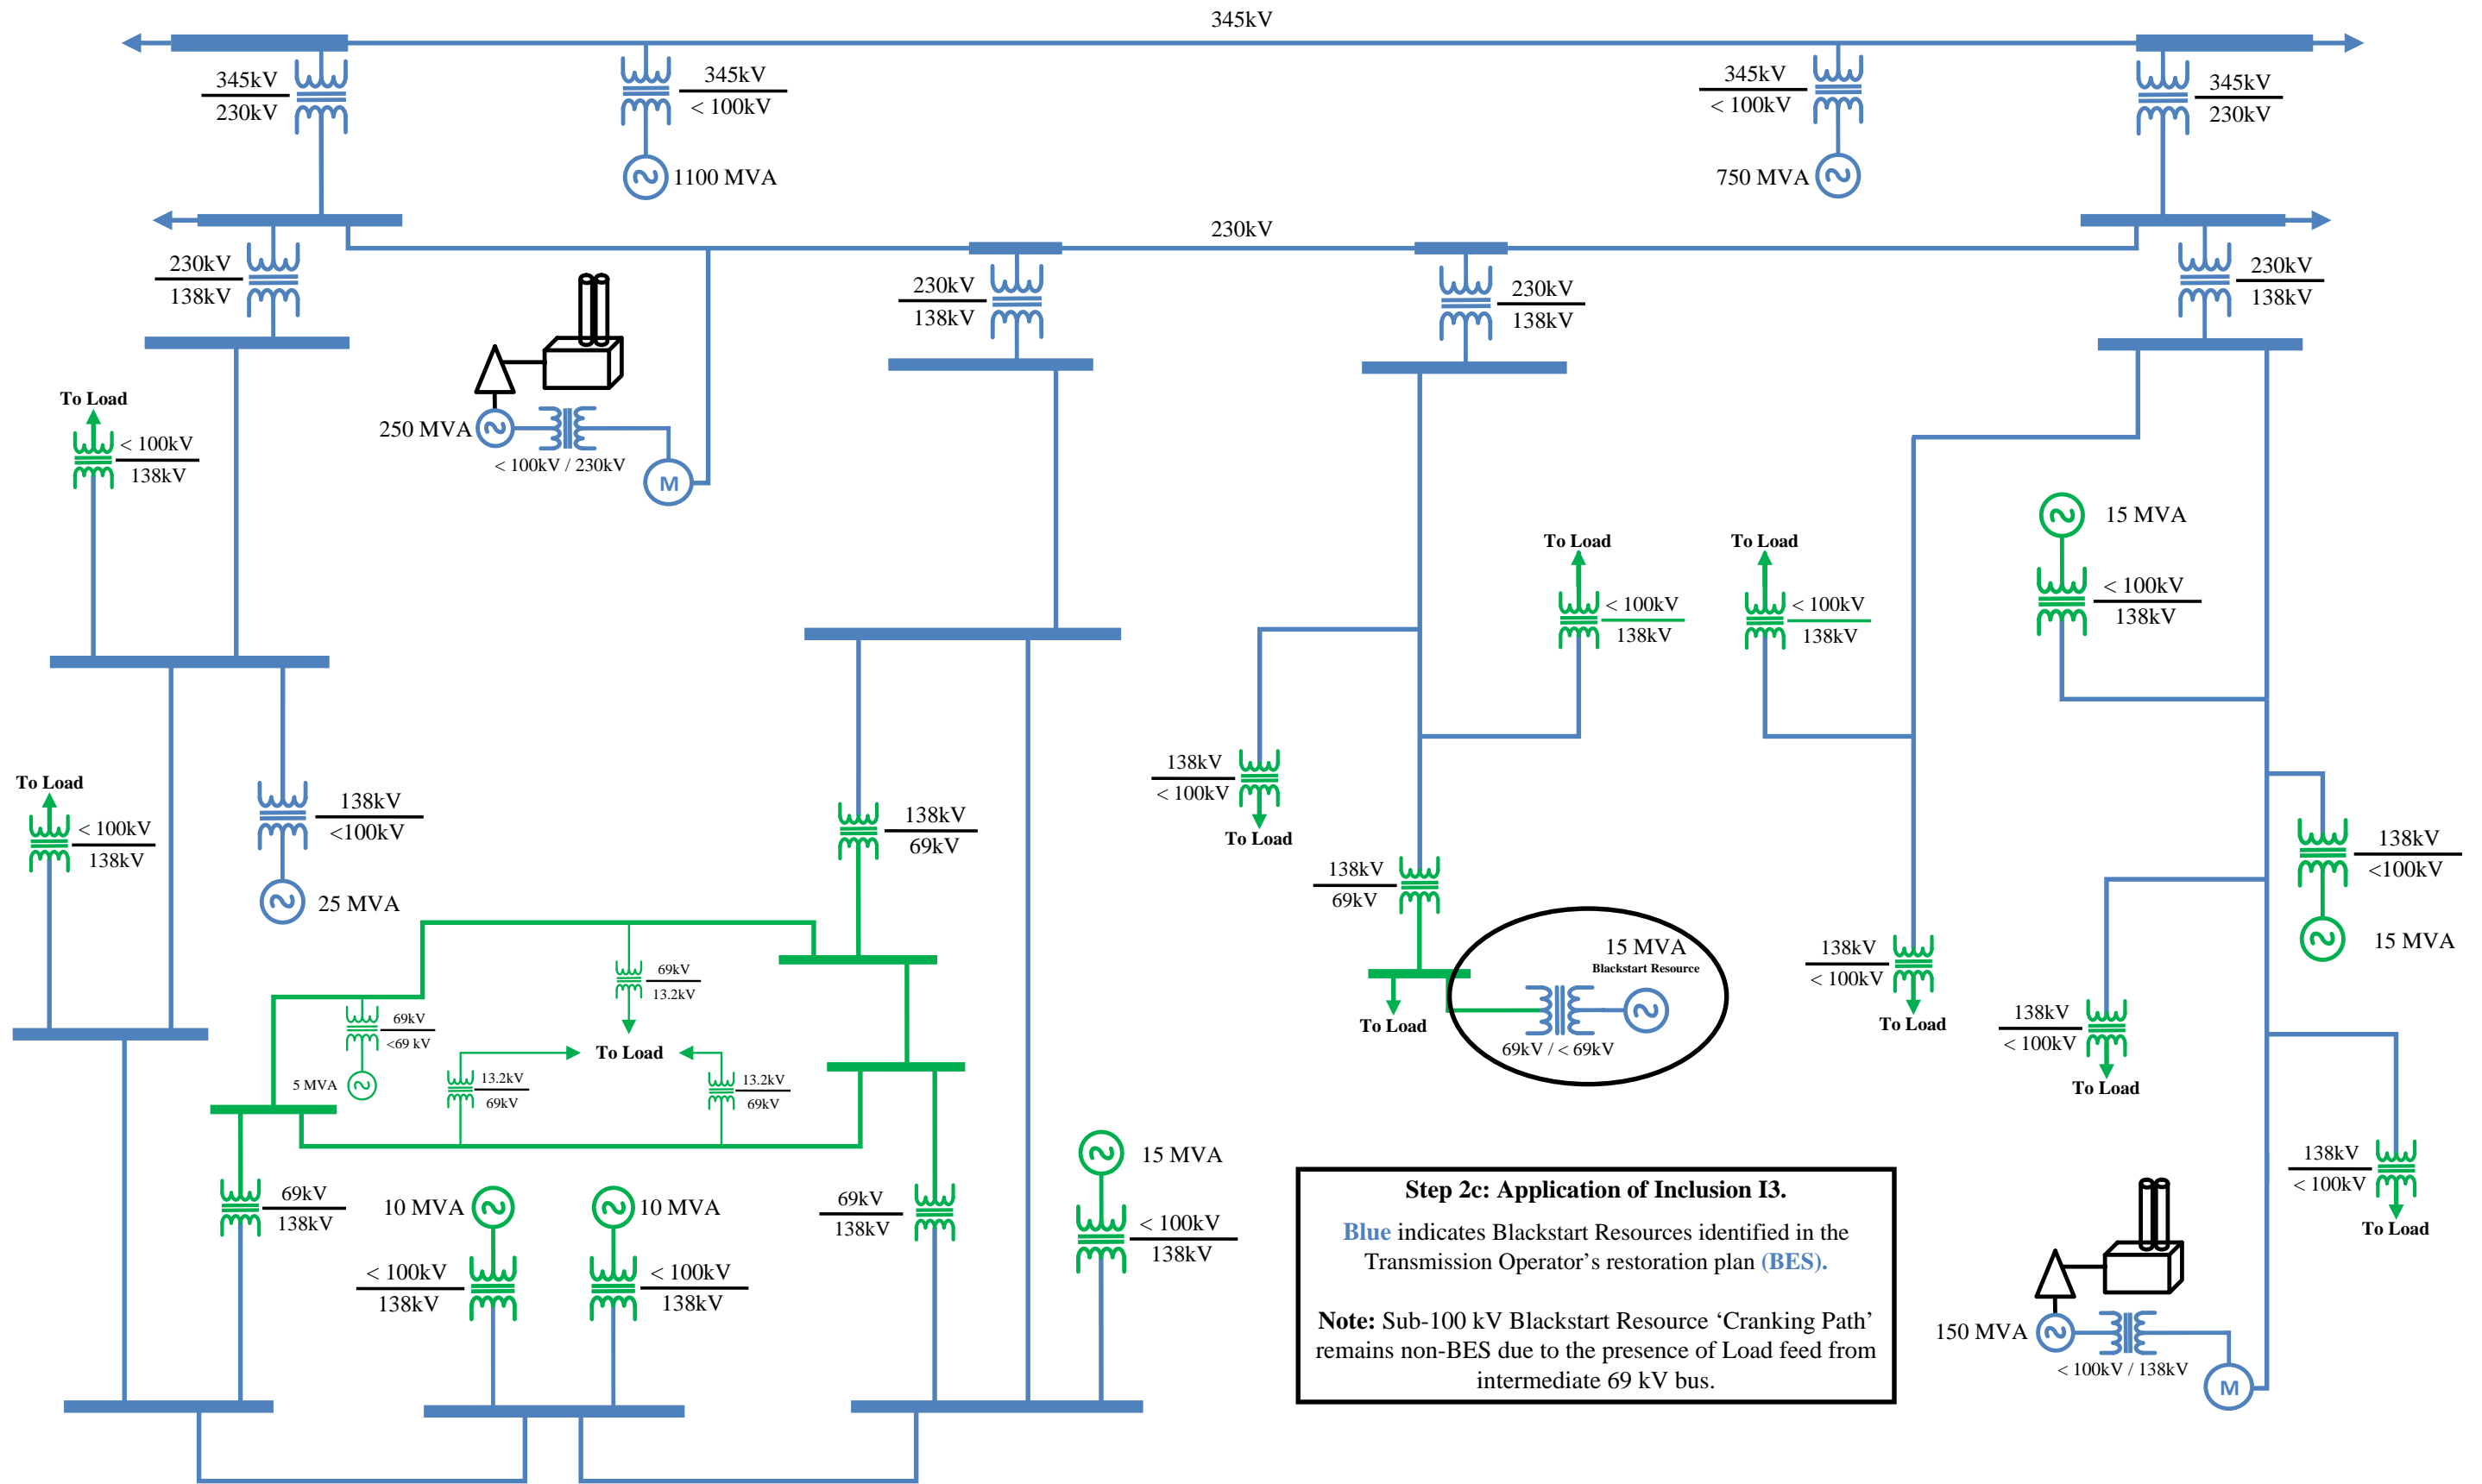 345kV
345kV
230kV
345kV
< 100kV
345kV
< 100kV
345kV
230kV
1100 MVA
750 MVA
230kV
230kV
138kV
230kV
138kV
230kV
138kV
230kV
138kV
250 MVA
< 100kV / 230kV
M
To Load
< 100kV
138kV
To Load
< 100kV
138kV
138kV
<100kV
25 MVA
138kV
69kV
69kV
13.2kV
69kV
<69 kV
5 MVA
To Load
13.2kV
69kV
13.2kV
69kV
69kV
138kV
10 MVA
10 MVA
< 100kV
138kV
< 100kV
138kV
69kV
138kV
15 MVA
< 100kV
138kV
To Load
< 100kV
138kV
To Load
< 100kV
138kV
15 MVA
< 100kV
138kV
138kV
< 100kV
To Load
138kV
69kV
To Load
15 MVA
Blackstart Resource
69kV / < 69kV
138kV
< 100kV
To Load
138kV
<100kV
15 MVA
138kV
< 100kV
To Load
138kV
< 100kV
To Load
150 MVA
< 100kV / 138kV
M
Step 2c: Application of Inclusion I3.
Blue indicates Blackstart Resources identified in the
Transmission Operator’s restoration plan (BES).
Note: Sub-100 kV Blackstart Resource ‘Cranking Path’
remains non-BES due to the presence of Load feed from
intermediate 69 kV bus.